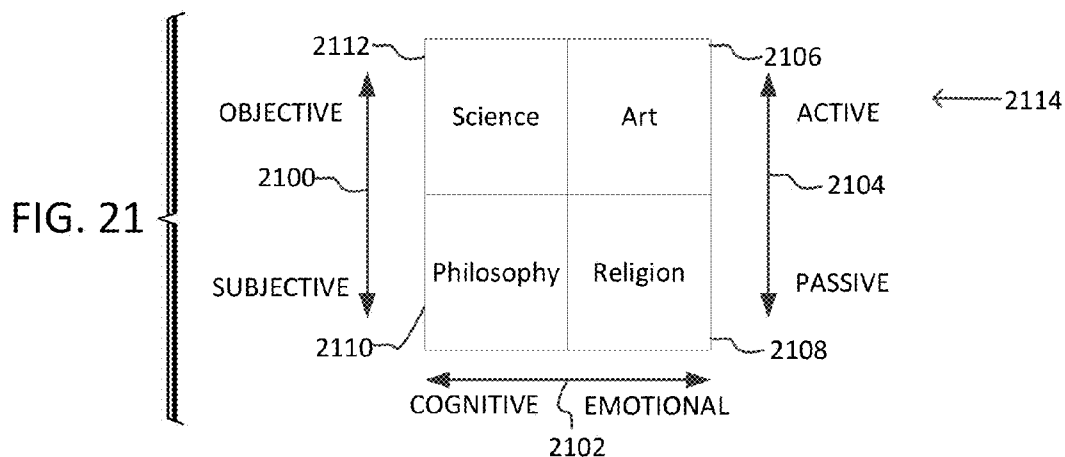 2112
2106
OBJECTIVE
Science
Art
ACTIVE
2114
2100
2104
FIG. 21
SUBJECTIVE
Philosophy
Religion
PASSIVE
2110
2108
COGNITIVE
EMOTIONAL
2102